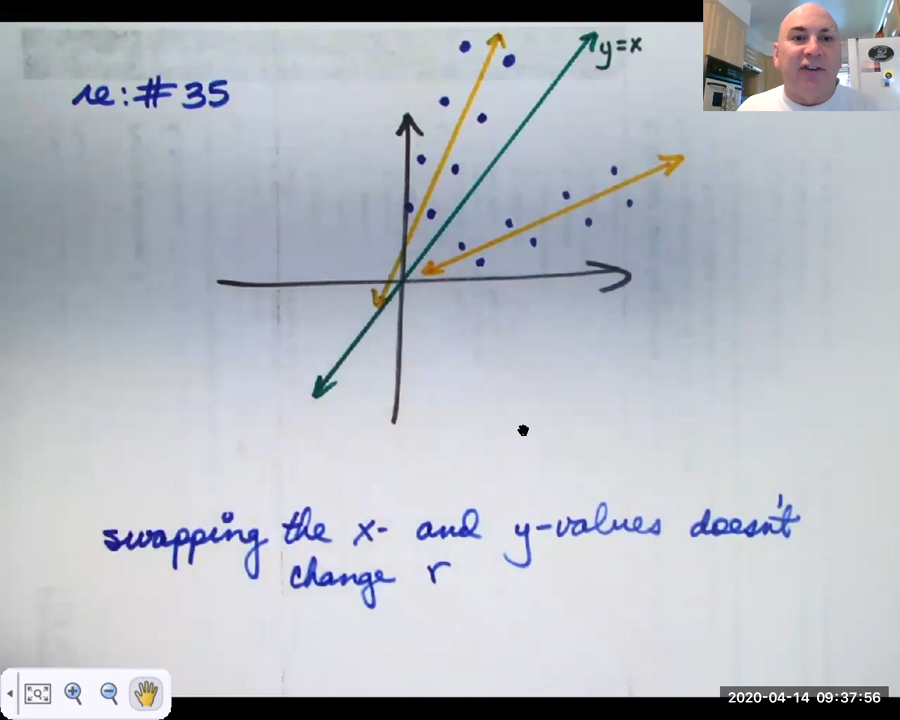 re: # 35
y=x
swapping the x- and y-values doesn't
change r
2020-04-14 09:37:56